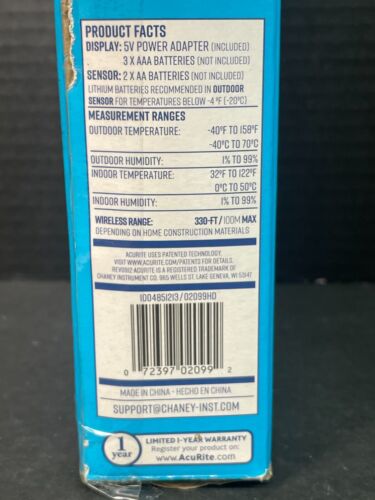 PRODUCT FACTS
DISPLAY: 5V POWER ADAPTER (INCLUDED)
3 X AAA BATTERIES (NOT INCLUDED)
SENSOR: 2 X AA BATTERIES (NOT INCLUDED)
LITHIUM BATTERIES RECOMMENDED IN OUTDOOR
SENSOR FOR TEMPERATURES BELOW -4°F (-20°C)
MEASUREMENT RANGES
OUTDOOR TEMPERATURE: -40°F TO 158°F
-40°C TO 70°C
OUTDOOR HUMIDITY: 1% TO 99%
INDOOR TEMPERATURE: 32°F TO 122°F
0°C TO 50°C
INDOOR HUMIDITY: 1% TO 99%
WIRELESS RANGE: 330-FT/100M MAX
DEPENDING ON HOME CONSTRUCTION MATERIALS
ACURITE USES PATENTED TECHNOLOGY.
VISIT WWW.ACURITE.COM/PATENTS FOR DETAILS.
REV0912 ACURITE IS A REGISTERED TRADEMARK OF
CHANEY INSTRUMENT CO. 965 WELLS ST. LAKE GENEVA, WI 53147
1004851213/02099HD
0 72397 02099 2
MADE IN CHINA - HECHO EN CHINA
SUPPORT@CHANEY-INST.COM
1 year
LIMITED 1-YEAR WARRANTY
Register your product on:
www.AcuRite.com